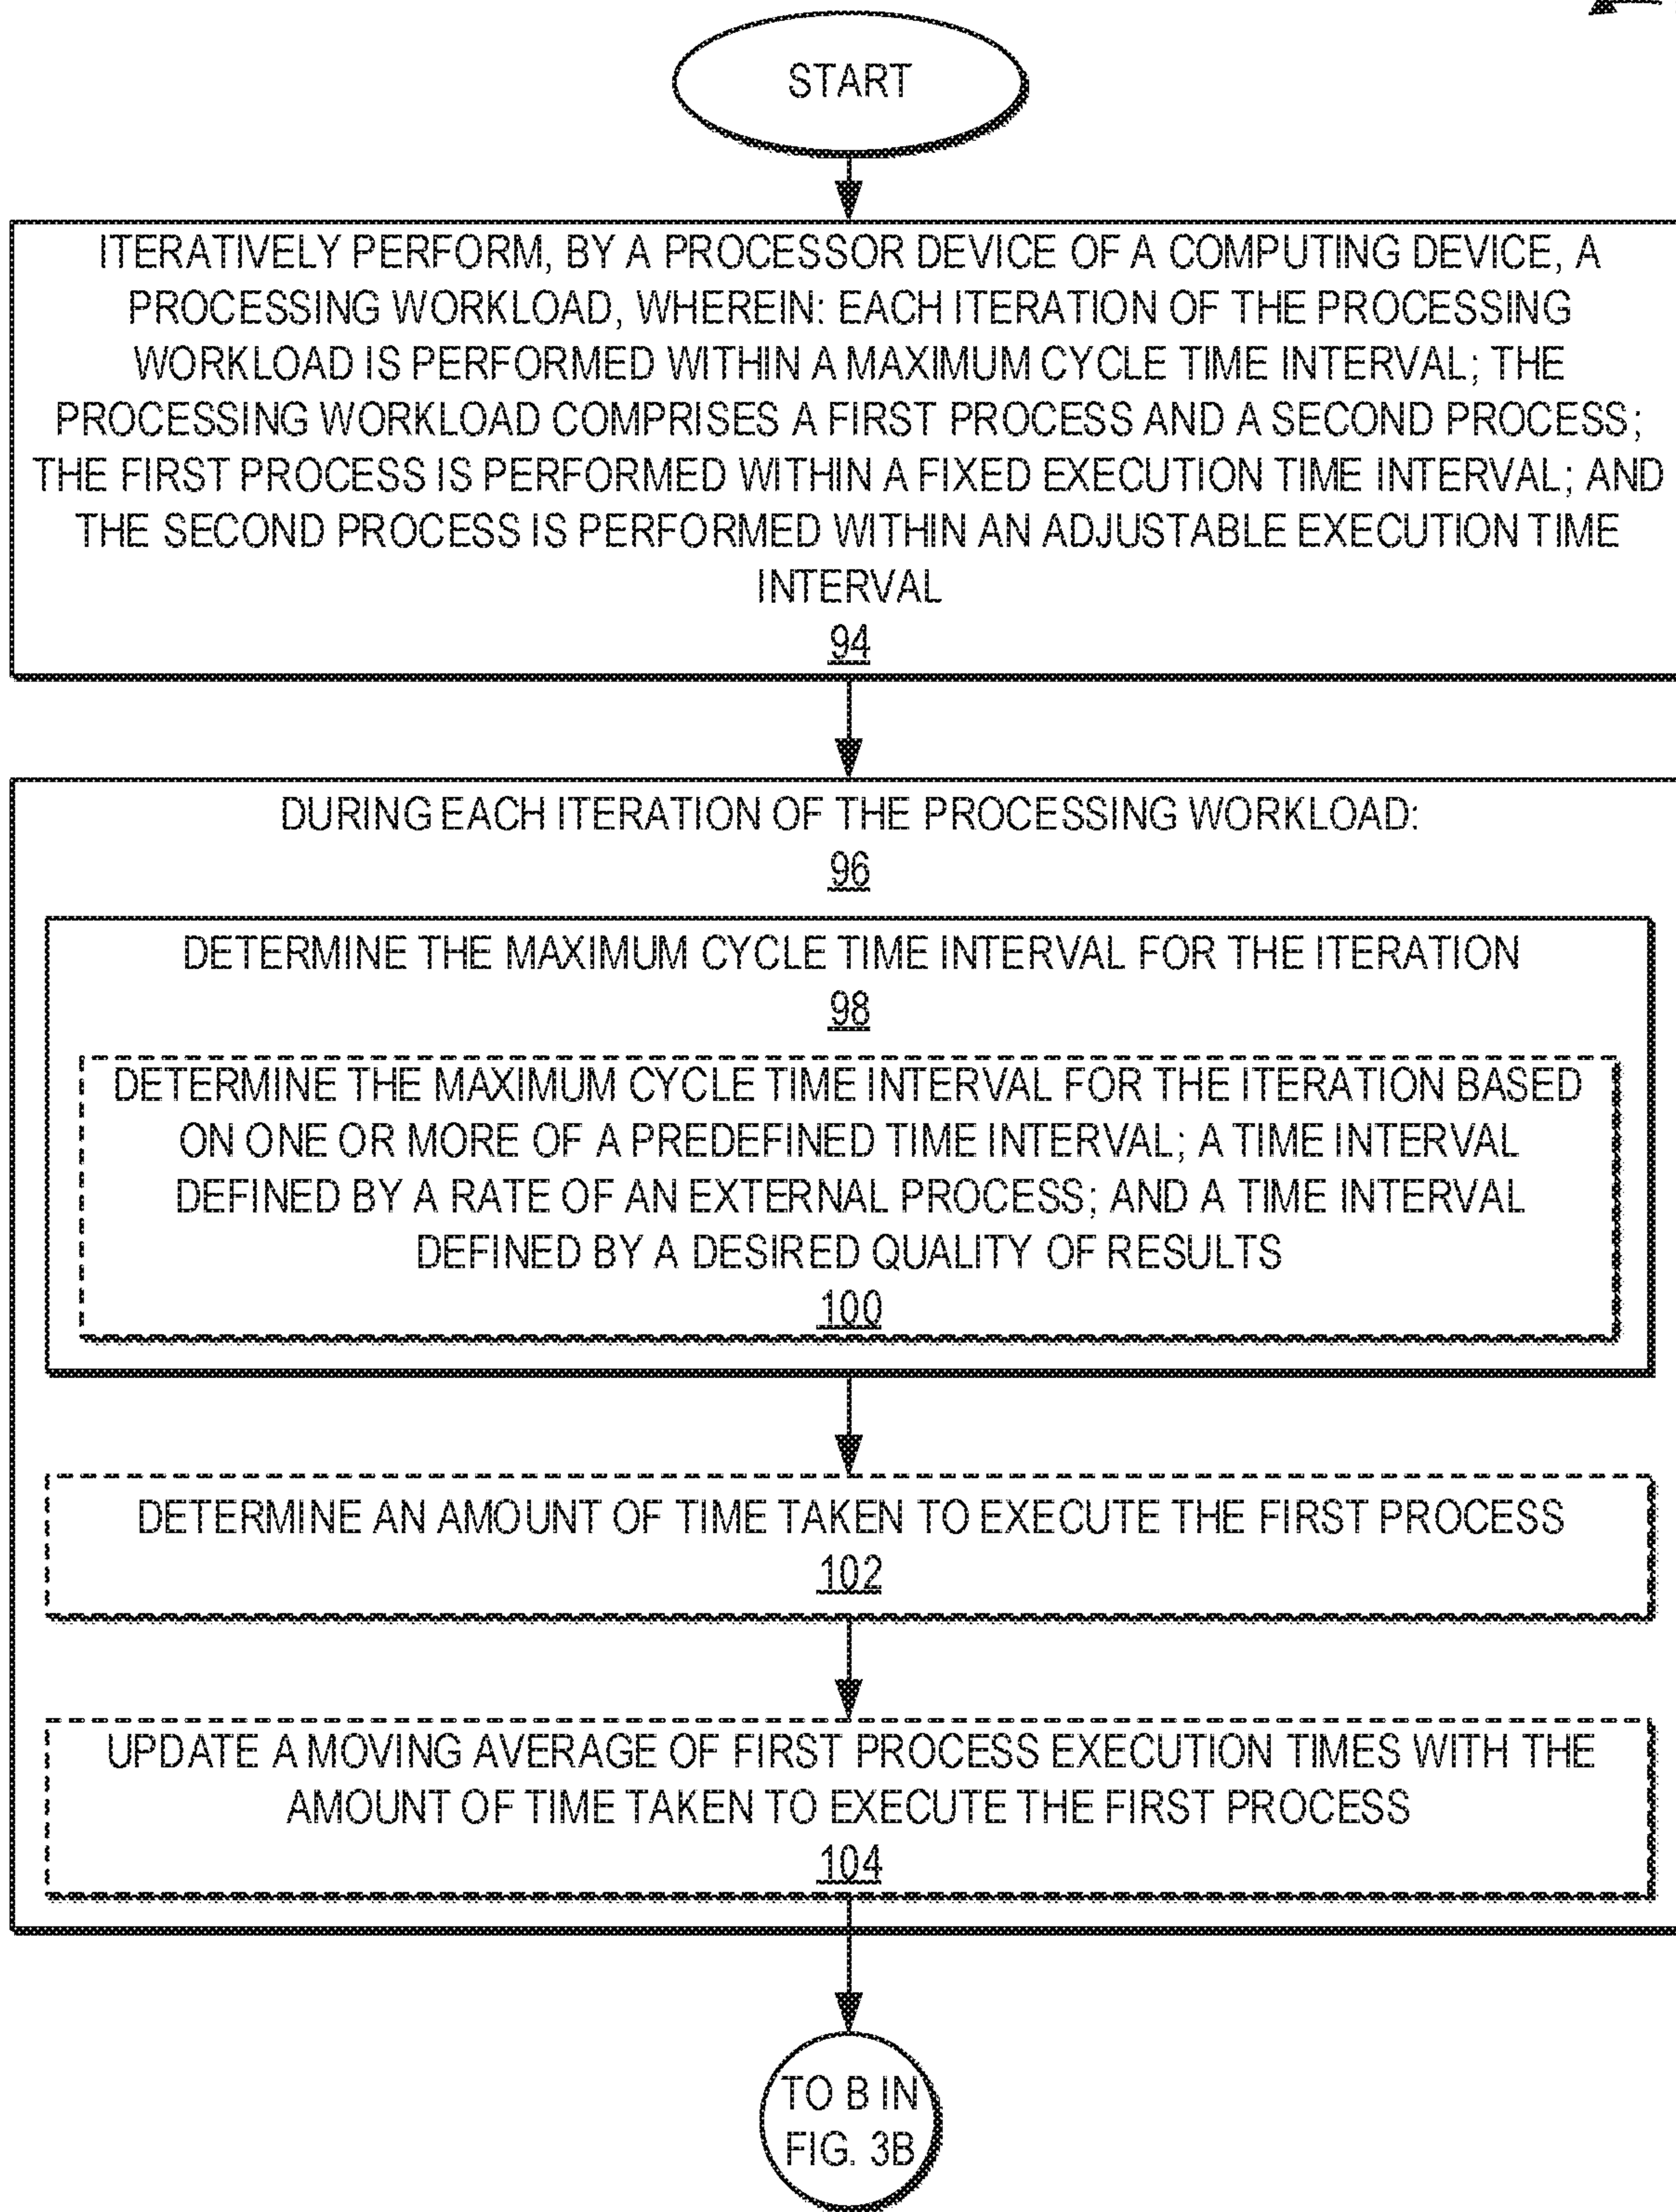 START
ITERATIVELY PERFORM, BY A PROCESSOR DEVICE OF A COMPUTING DEVICE, A
PROCESSING WORKLOAD, WHEREIN: EACH ITERATION OF THE PROCESSING
WORKLOAD IS PERFORMED WITHIN A MAXIMUM CYCLE TIME INTERVAL; THE
PROCESSING WORKLOAD COMPRISES A FIRST PROCESS AND A SECOND PROCESS;
THE FIRST PROCESS IS PERFORMED WITHIN A FIXED EXECUTION TIME INTERVAL; AND
THE SECOND PROCESS IS PERFORMED WITHIN AN ADJUSTABLE EXECUTION TIME
INTERVAL
94
DURING EACH ITERATION OF THE PROCESSING WORKLOAD:
96
DETERMINE THE MAXIMUM CYCLE TIME INTERVAL FOR THE ITERATION
98
DETERMINE THE MAXIMUM CYCLE TIME INTERVAL FOR THE ITERATION BASED
ON ONE OR MORE OF A PREDEFINED TIME INTERVAL; A TIME INTERVAL
DEFINED BY A RATE OF AN EXTERNAL PROCESS; AND A TIME INTERVAL
DEFINED BY A DESIRED QUALITY OF RESULTS
100
DETERMINE AN AMOUNT OF TIME TAKEN TO EXECUTE THE FIRST PROCESS
102
UPDATE A MOVING AVERAGE OF FIRST PROCESS EXECUTION TIMES WITH THE
AMOUNT OF TIME TAKEN TO EXECUTE THE FIRST PROCESS
104
TO B IN
FIG. 3B